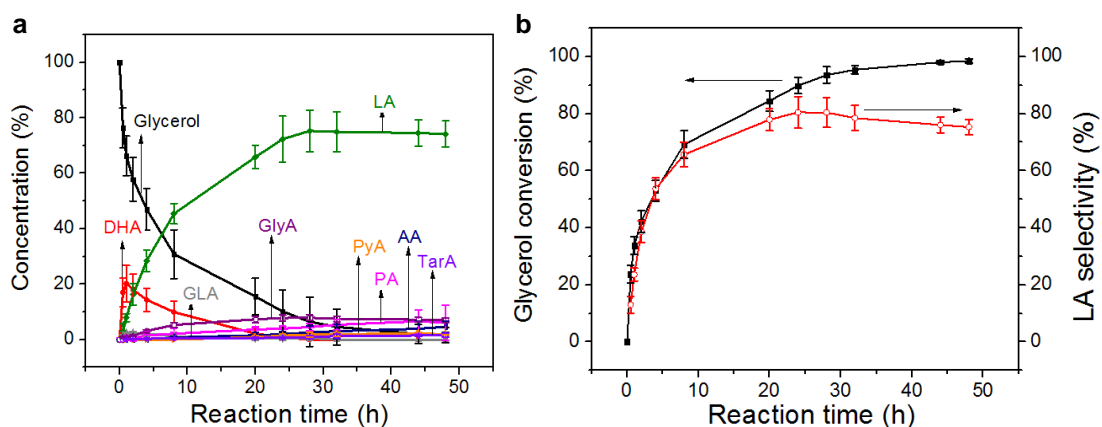 a
Concentration (%)
100
80
60
40
20
0
Glycerol
LA
DHA
GLA
GlyA
PyA
PA
AA
TarA
0 10 20 30 40 50
Reaction time (h)
b
Glycerol conversion (%)
100
80
60
40
20
0
0 10 20 30 40 50
Reaction time (h)
100
80
60
40
20
0
LA selectivity (%)